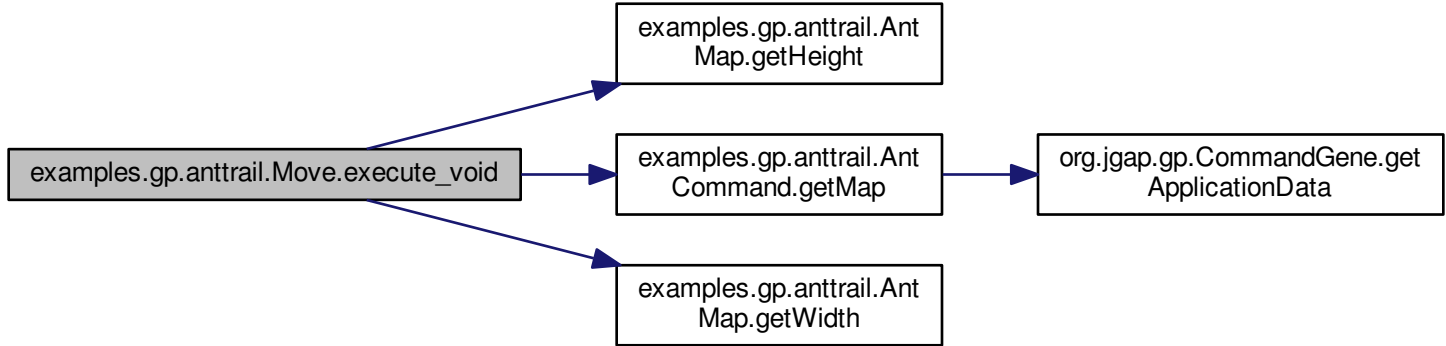 examples.gp.anttrail.Move.execute_void
examples.gp.anttrail.Ant
Map.getHeight
examples.gp.anttrail.Ant
Command.getMap
examples.gp.anttrail.Ant
Map.getWidth
org.jgap.gp.CommandGene.get
ApplicationData